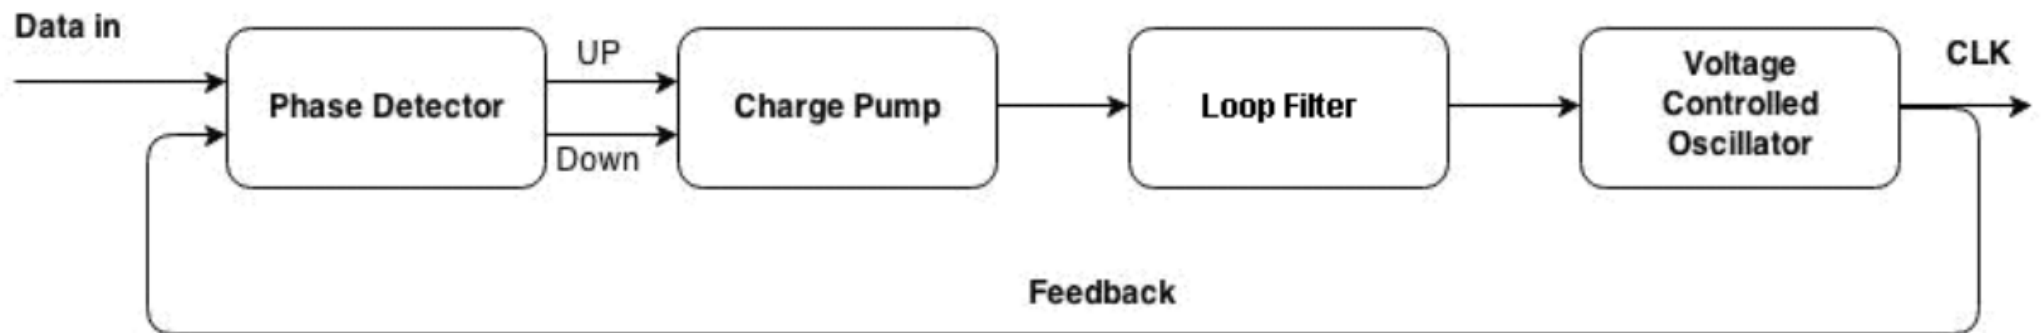 Data in
Phase Detector
UP
Down
Charge Pump
Loop Filter
Voltage
Controlled
Oscillator
CLK
Feedback